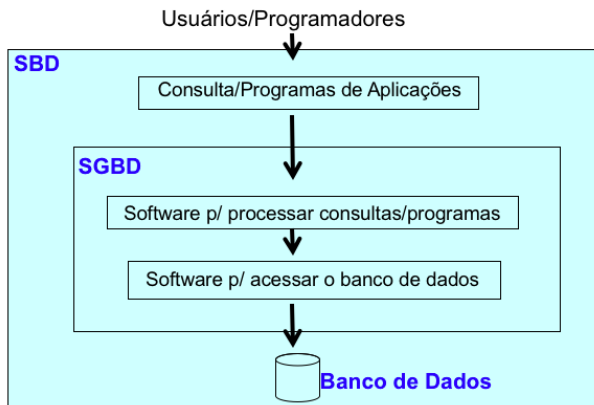 Usuários/Programadores
SBD
Consulta/Programas de Aplicações
SGBD
Software p/ processar consultas/programas
Software p/ acessar o banco de dados
Banco de Dados